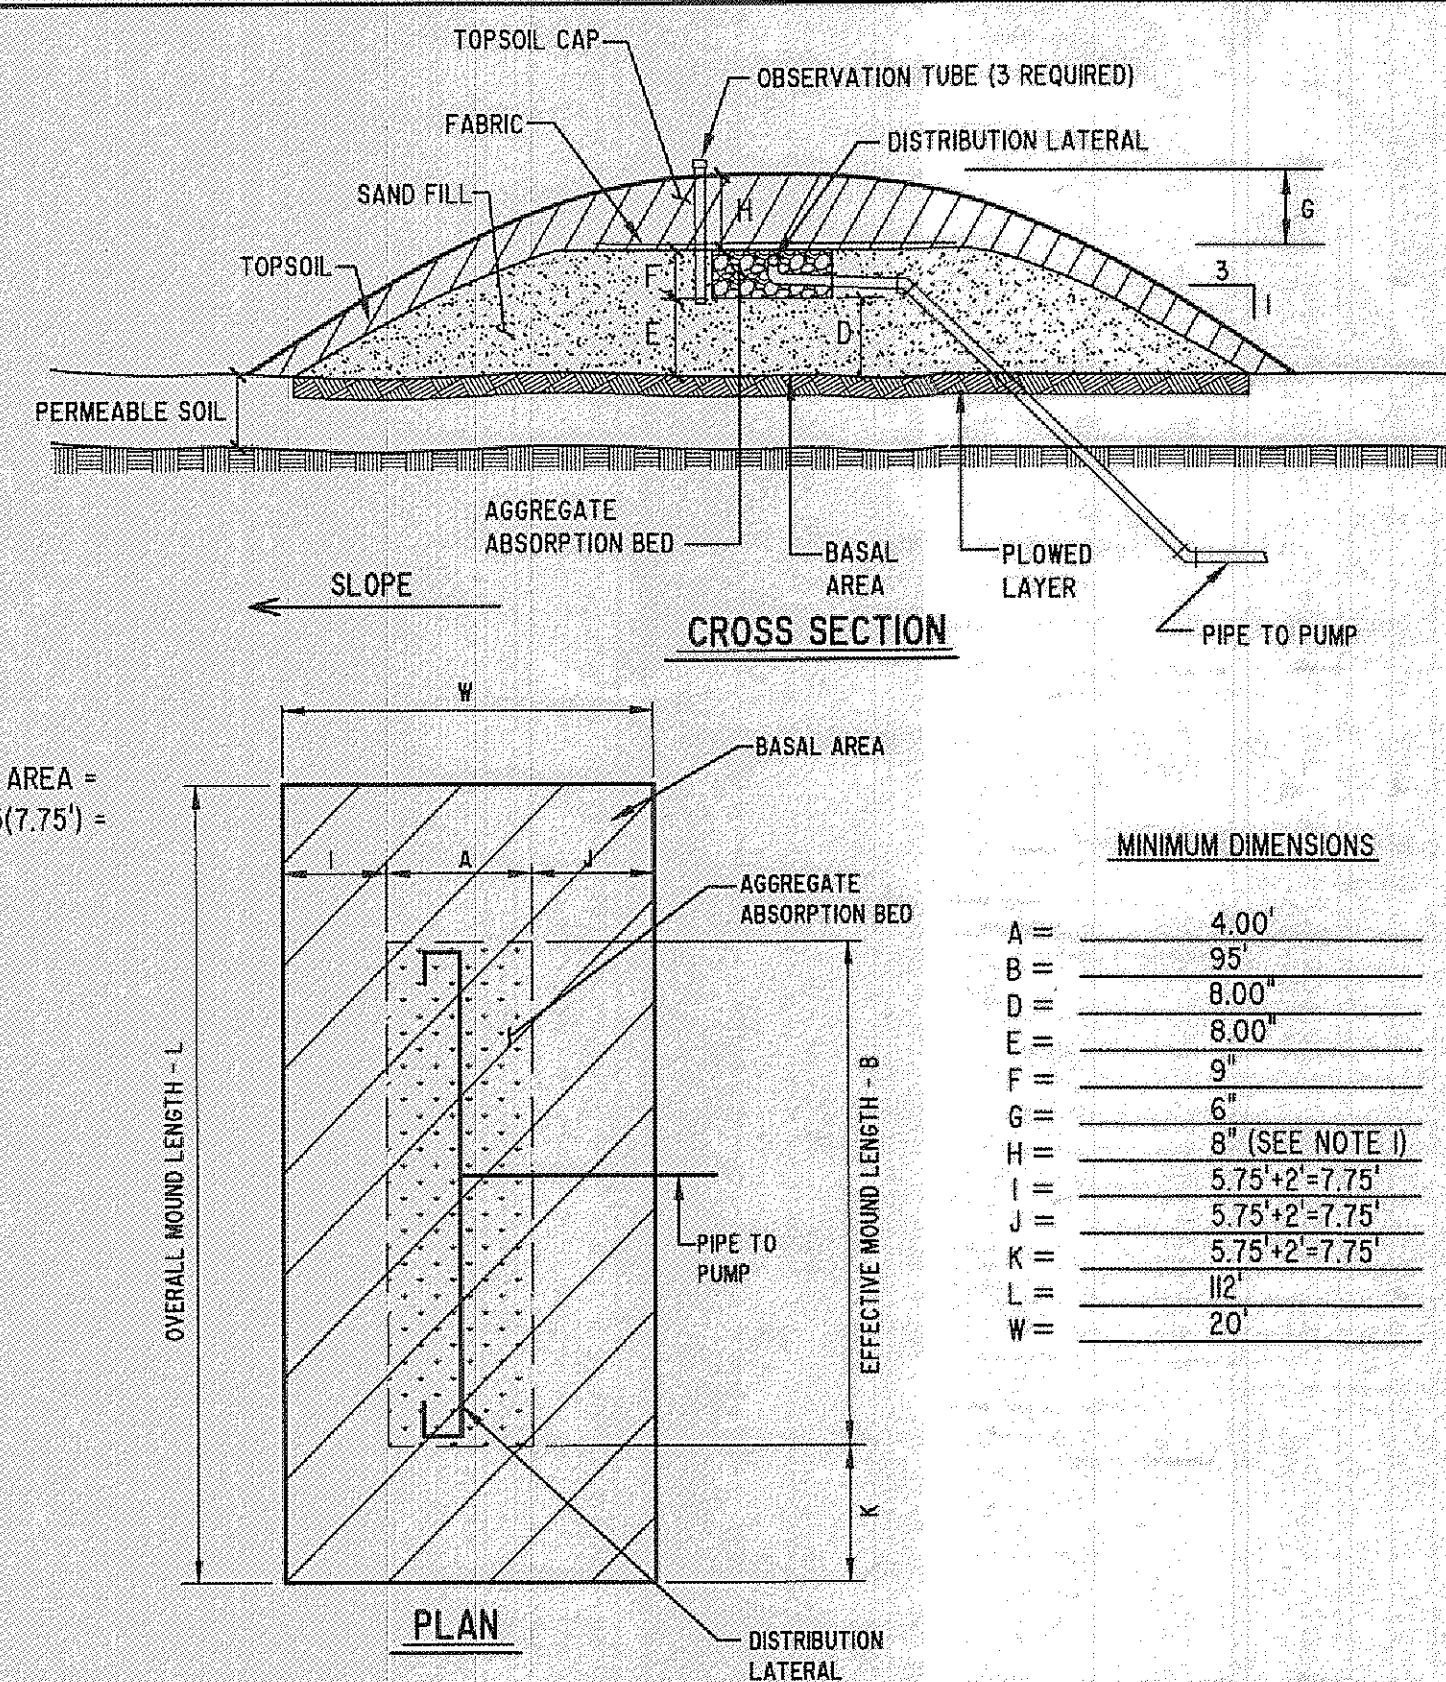 TOPSOIL CAP
OBSERVATION TUBE (3 REQUIRED)
FABRIC
DISTRIBUTION LATERAL
SAND FILL
H
G
TOPSOIL
F
3
1
E
D
PERMEABLE SOIL
AGGREGATE
ABSORPTION BED
BASAL
AREA
PLOWED
LAYER
SLOPE
CROSS SECTION
PIPE TO PUMP
W
BASAL AREA
AREA =
(7.75') =
MINIMUM DIMENSIONS
I
A
J
AGGREGATE
ABSORPTION BED
A = 4.00'
B = 95'
D = 8.00"
E = 8.00"
F = 9"
G = 6"
H = 8" (SEE NOTE 1)
I = 5.75'+2'=7.75'
J = 5.75'+2'=7.75'
K = 5.75'+2'=7.75'
L = 112'
W = 20'
OVERALL MOUND LENGTH - L
EFFECTIVE MOUND LENGTH - B
PIPE TO
PUMP
K
PLAN
DISTRIBUTION
LATERAL